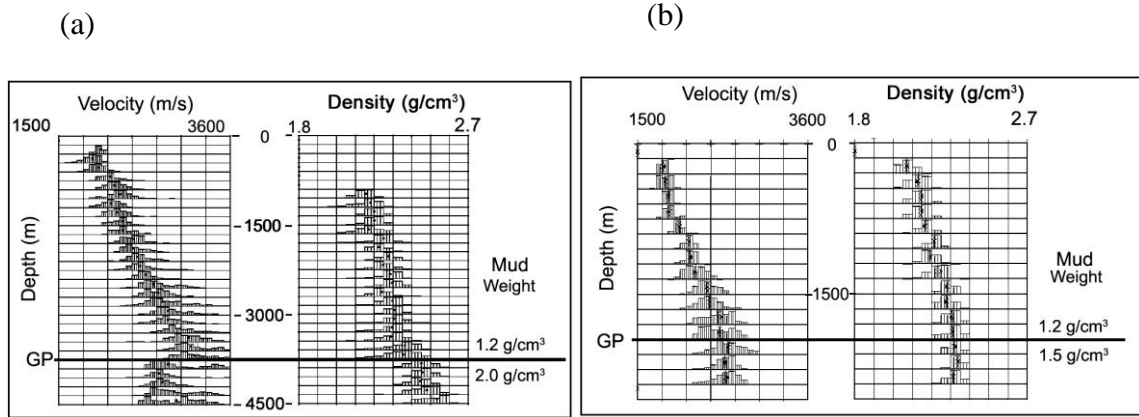 (a)
(b)
Velocity (m/s)
Density (g/cm³)
1500
3600
0
1.8
2.7
Depth (m)
1500
3000
4500
Mud
Weight
1.2 g/cm³
GP
2.0 g/cm³
Velocity (m/s)
Density (g/cm³)
1500
3600
1.8
2.7
0
Depth (m)
1500
Mud
Weight
1.2 g/cm³
GP
1.5 g/cm³